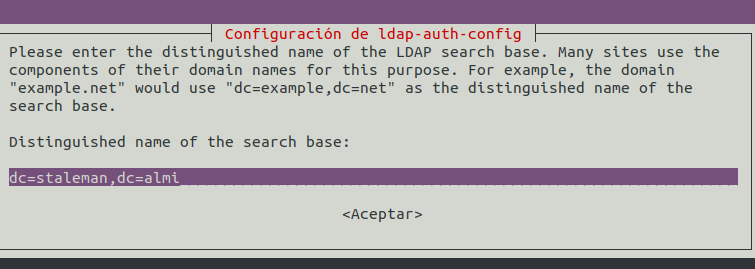 Configuración de ldap-auth-config
Please enter the distinguished name of the LDAP search base. Many sites use the
components of their domain names for this purpose. For example, the domain
"example.net" would use "dc=example,dc=net" as the distinguished name of the
search base.
Distinguished name of the search base:
dc=staleman,dc=almi
<Aceptar>